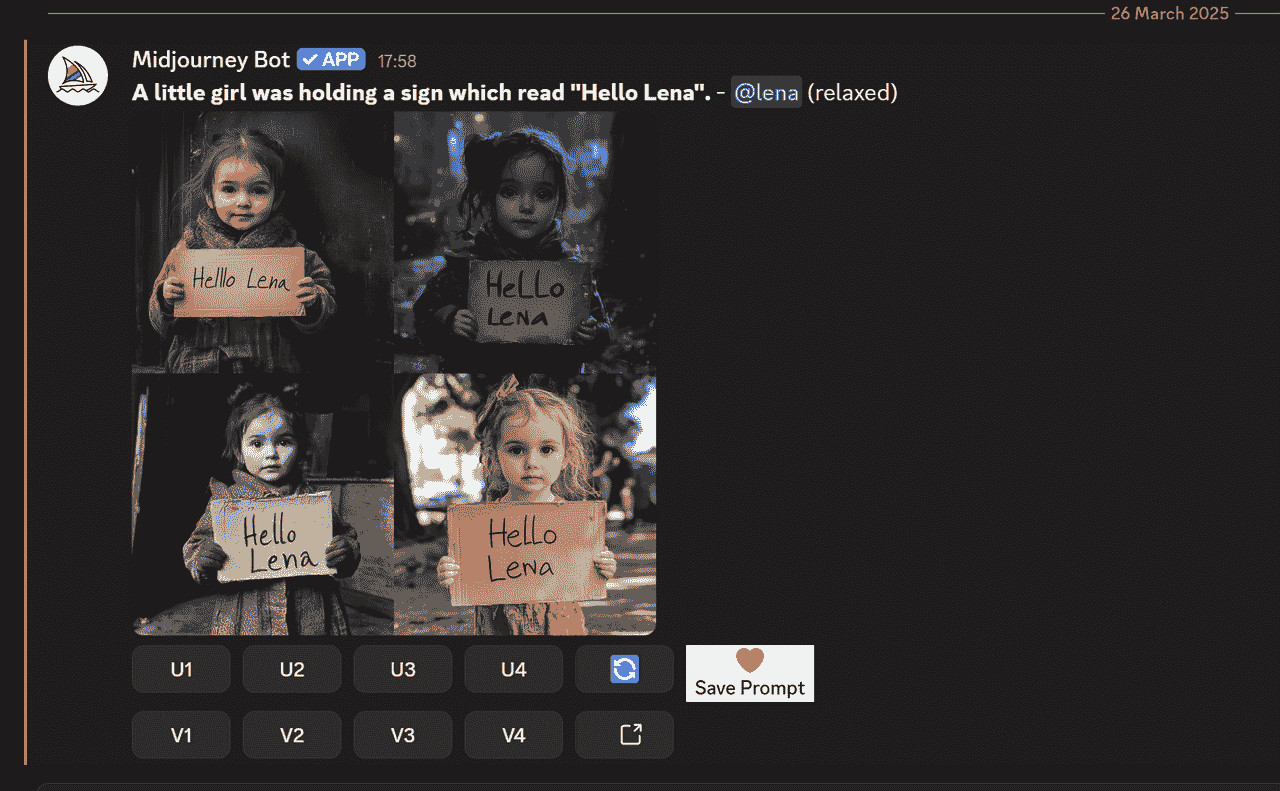 26 March 2025
Midjourney Bot APP 17:58
A little girl was holding a sign which read "Hello Lena". - @lena (relaxed)
Helllo Lena
HeLLo
Lena
Hello
Lena
Hello
Lena
U1 U2 U3 U4
Save Prompt
V1 V2 V3 V4